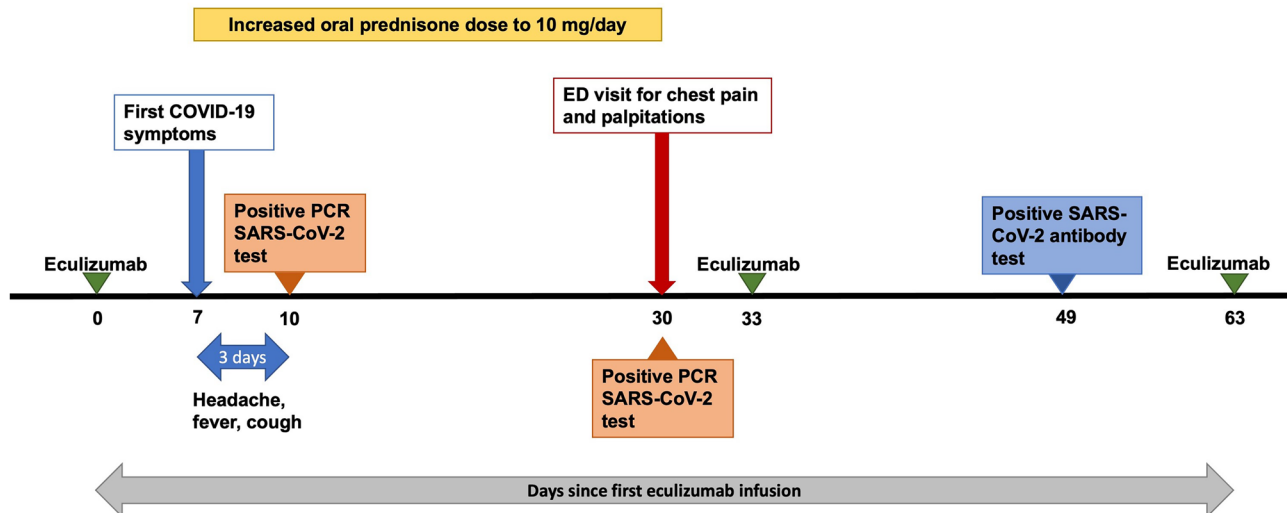 Increased oral prednisone dose to 10 mg/day
First COVID-19
symptoms
ED visit for chest pain
and palpitations
Positive PCR
SARS-CoV-2
test
Positive SARS-
CoV-2 antibody
test
Eculizumab
Eculizumab
Eculizumab
0
7
10
30
33
49
63
3 days
Headache,
fever, cough
Positive PCR
SARS-CoV-2
test
Days since first eculizumab infusion